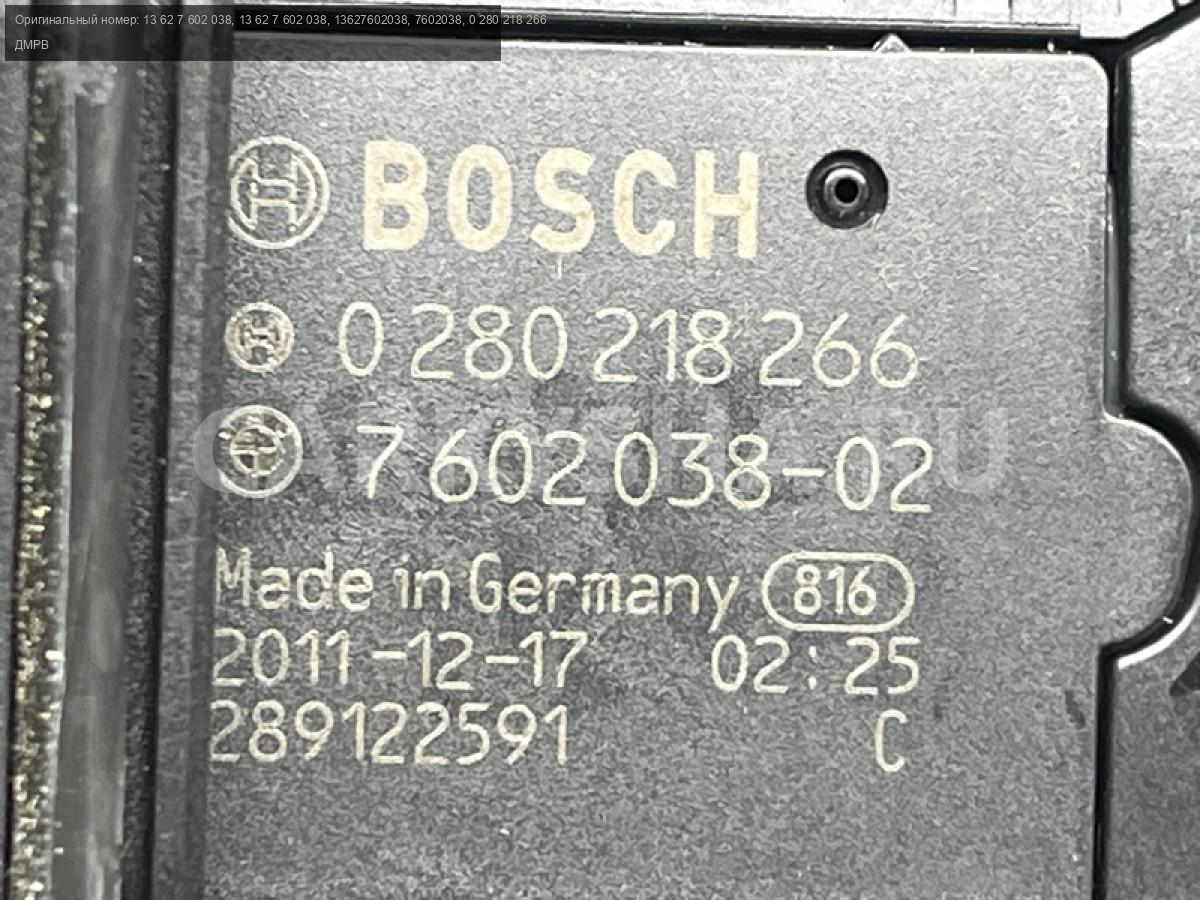 Оригинальный номер: 13 62 7 602 038, 13 62 7 602 038, 13627602038, 7602038, 0 280 218 266
ДМРВ
BOSCH
0 280 218 266
7 602 038-02
Made in Germany 816
2011-12-17 02:25
289122591 C